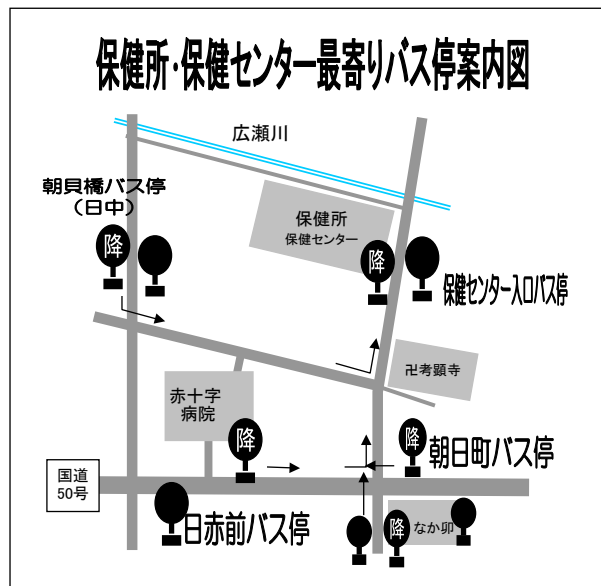 保健所・保健センター最寄りバス停案内図
広瀬川
朝貝橋バス停
（日中）
保健所
保健センター
降
降
保健センター入口バス停
卍考顕寺
赤十字
病院
降
降
朝日町バス停
国道
50号
日赤前バス停
降
なか卯